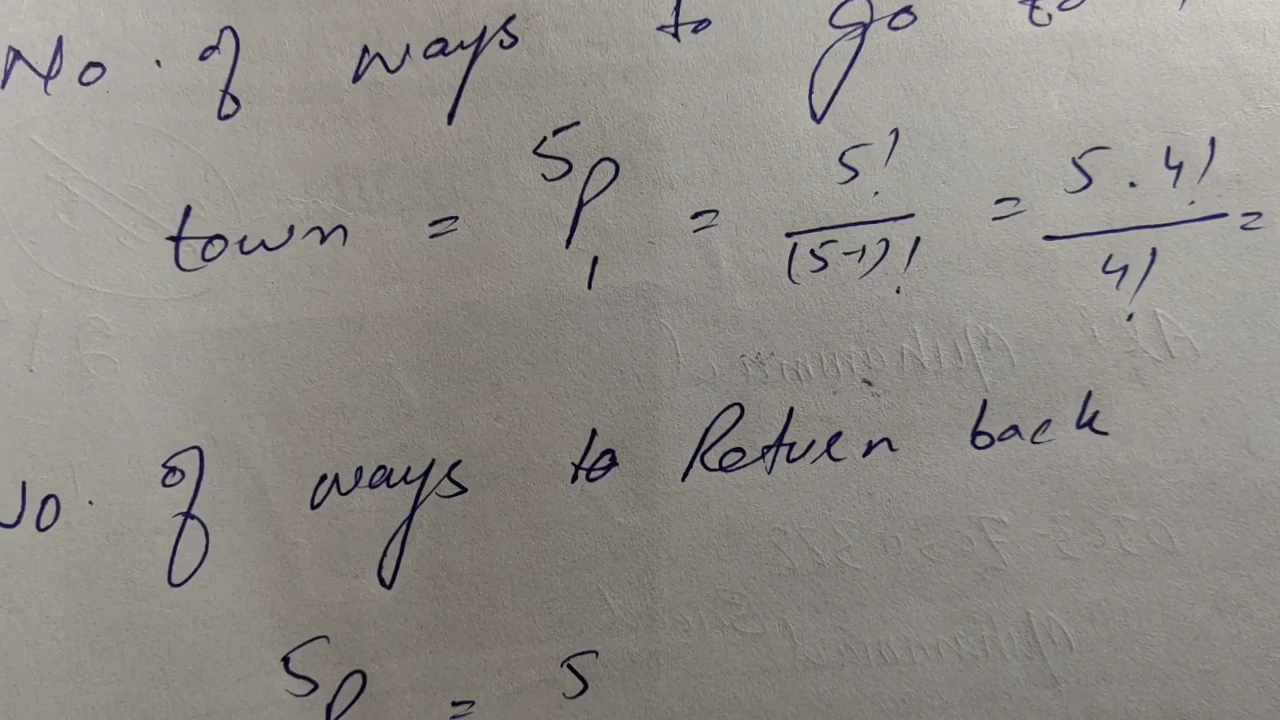 No. of ways to go to
town = 5P1 = 5!/(5-1)! = 5.4!/4! =
No. of ways to Return back
5P = 5